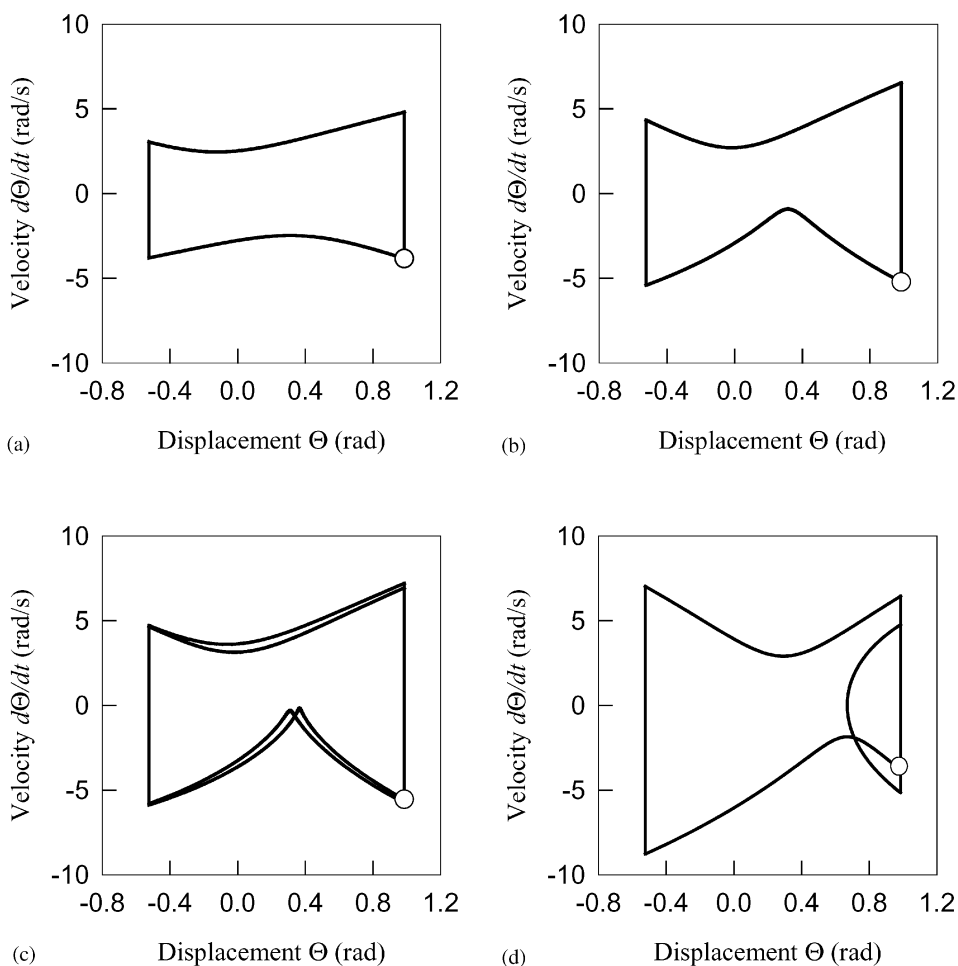 10
5
0
-5
-10
Velocity dΘ/dt (rad/s)
-0.8 -0.4 0.0 0.4 0.8 1.2
(a) Displacement Θ (rad)
10
5
0
-5
-10
Velocity dΘ/dt (rad/s)
-0.8 -0.4 0.0 0.4 0.8 1.2
(b) Displacement Θ (rad)
10
5
0
-5
-10
Velocity dΘ/dt (rad/s)
-0.8 -0.4 0.0 0.4 0.8 1.2
(c) Displacement Θ (rad)
10
5
0
-5
-10
Velocity dΘ/dt (rad/s)
-0.8 -0.4 0.0 0.4 0.8 1.2
(d) Displacement Θ (rad)